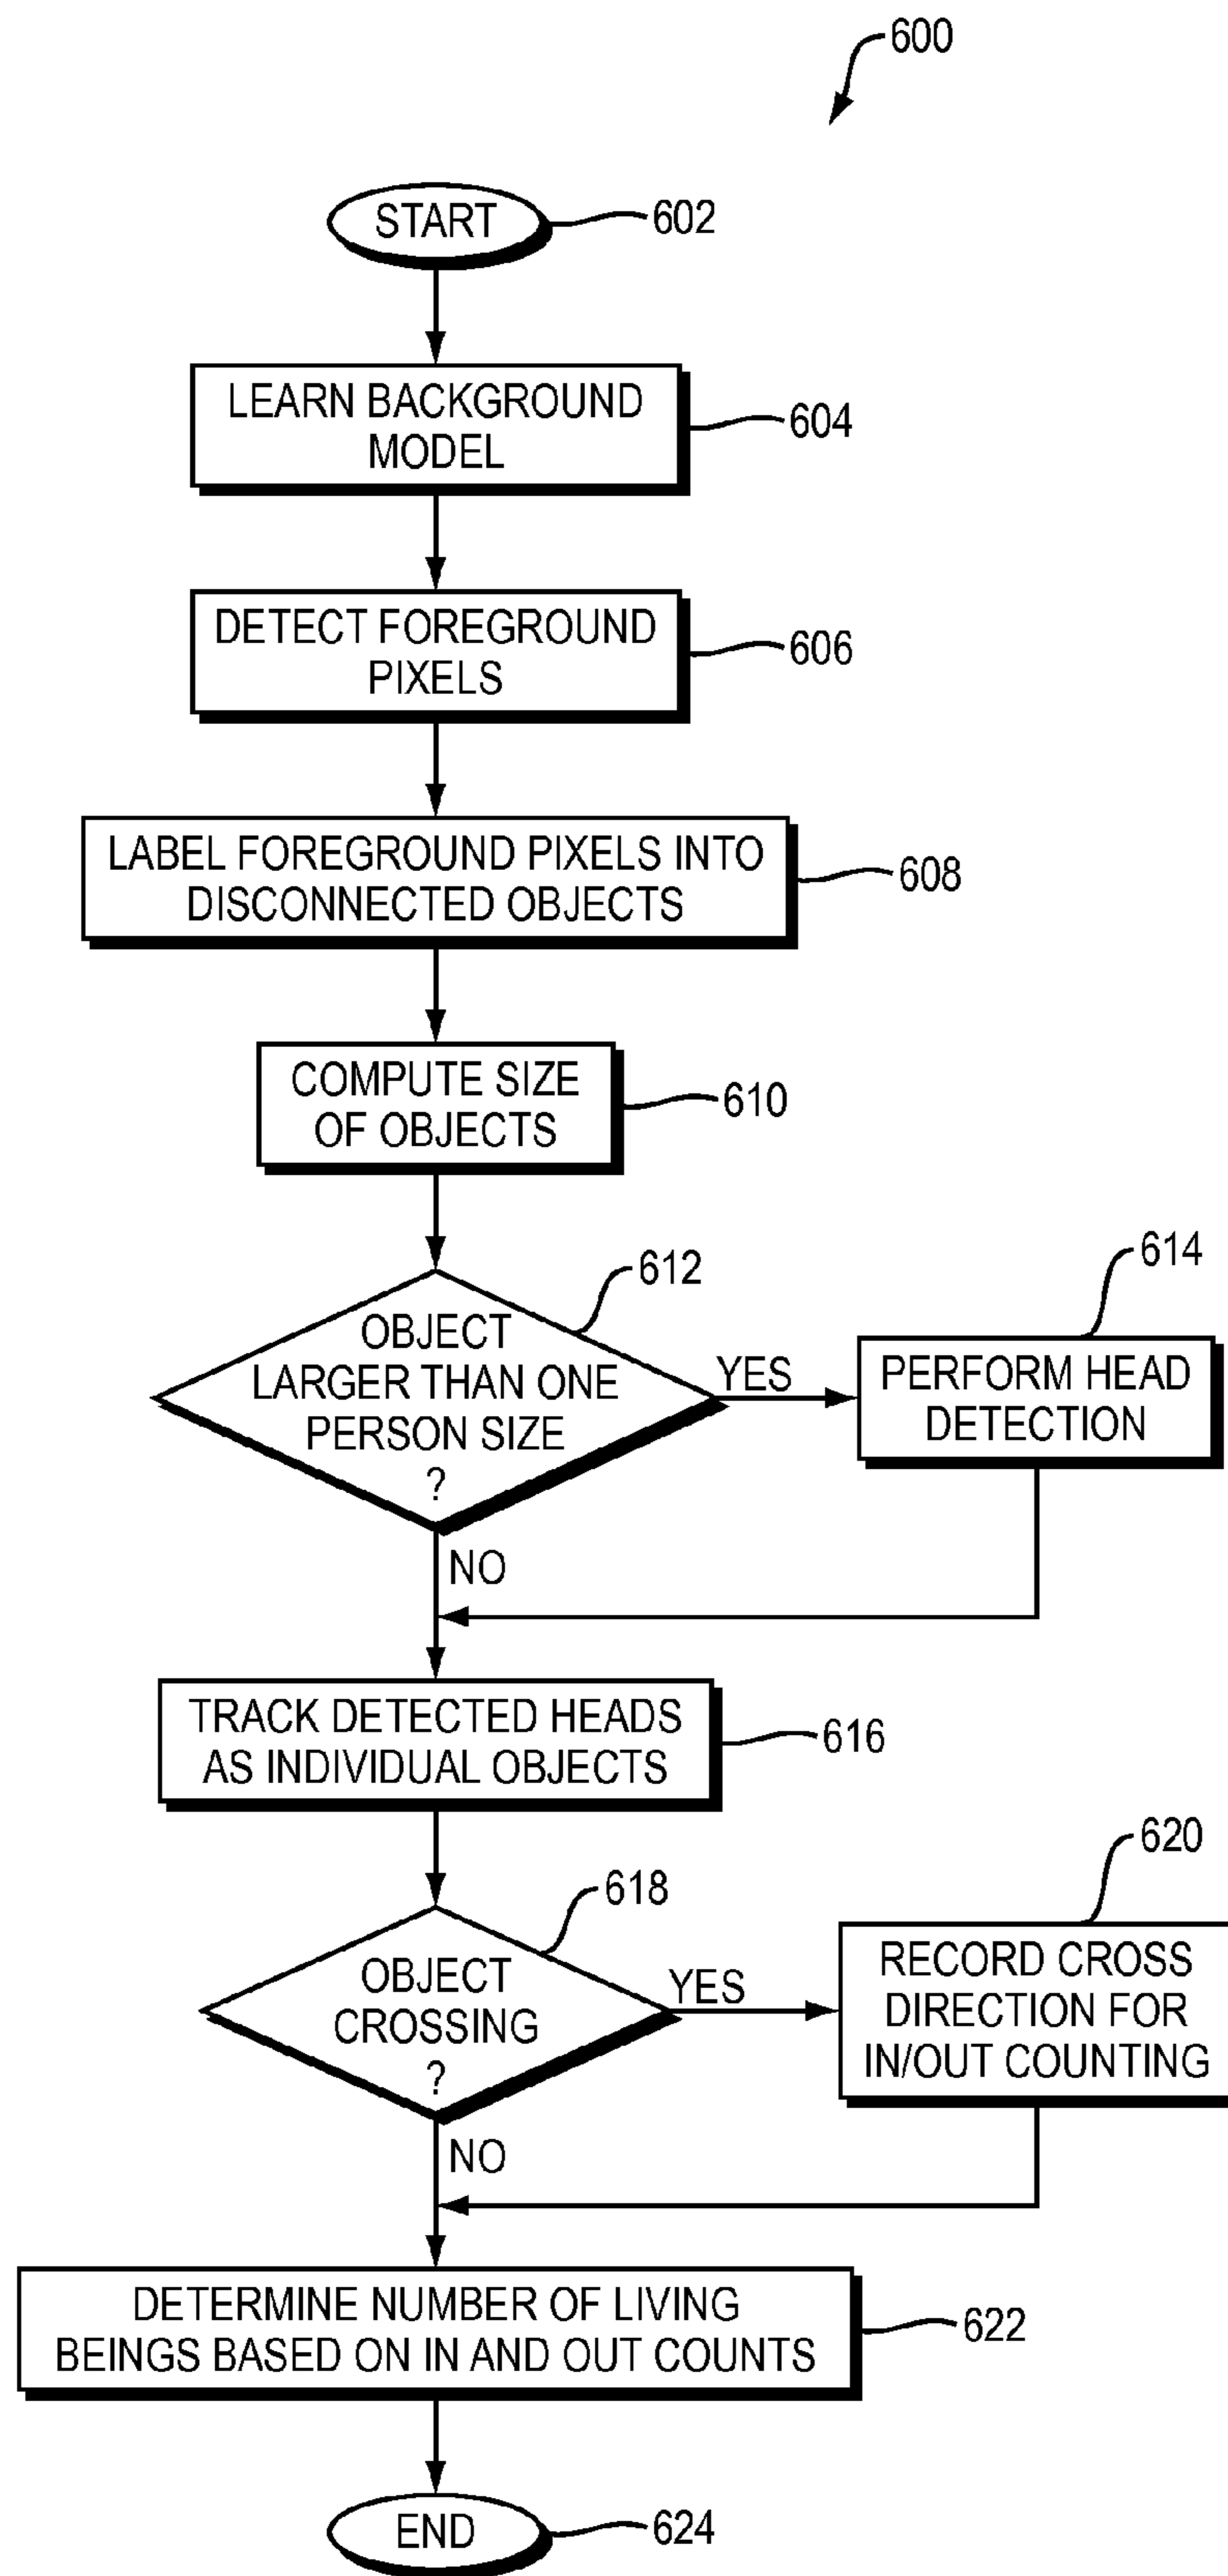 600
START
602
LEARN BACKGROUND
MODEL
604
DETECT FOREGROUND
PIXELS
606
LABEL FOREGROUND PIXELS INTO
DISCONNECTED OBJECTS
608
COMPUTE SIZE
OF OBJECTS
610
612
OBJECT
LARGER THAN ONE
PERSON SIZE
?
YES
614
PERFORM HEAD
DETECTION
NO
TRACK DETECTED HEADS
AS INDIVIDUAL OBJECTS
616
618
OBJECT
CROSSING
?
YES
620
RECORD CROSS
DIRECTION FOR
IN/OUT COUNTING
NO
DETERMINE NUMBER OF LIVING
BEINGS BASED ON IN AND OUT COUNTS
622
END
624